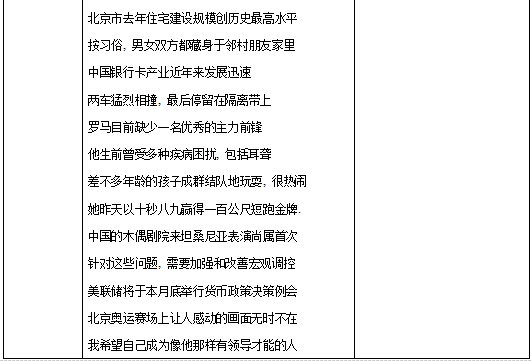 北京市去年住宅建设规模创历史最高水平
按习俗, 男女双方都藏身于邻村朋友家里
中国银行卡产业近年来发展迅速
两车猛烈相撞, 最后停留在隔离带上
罗马目前缺少一名优秀的主力前锋
他生前曾受多种疾病困扰, 包括耳聋
差不多年龄的孩子成群结队地玩耍, 很热闹
她昨天以十秒八九赢得一百公尺短跑金牌.
中国的木偶剧院来坦桑尼亚表演尚属首次
针对这些问题, 需要加强和改善宏观调控
美联储将于本月底举行货币政策决策例会
北京奥运赛场上让人感动的画面无时不在
我希望自己成为像他那样有领导才能的人